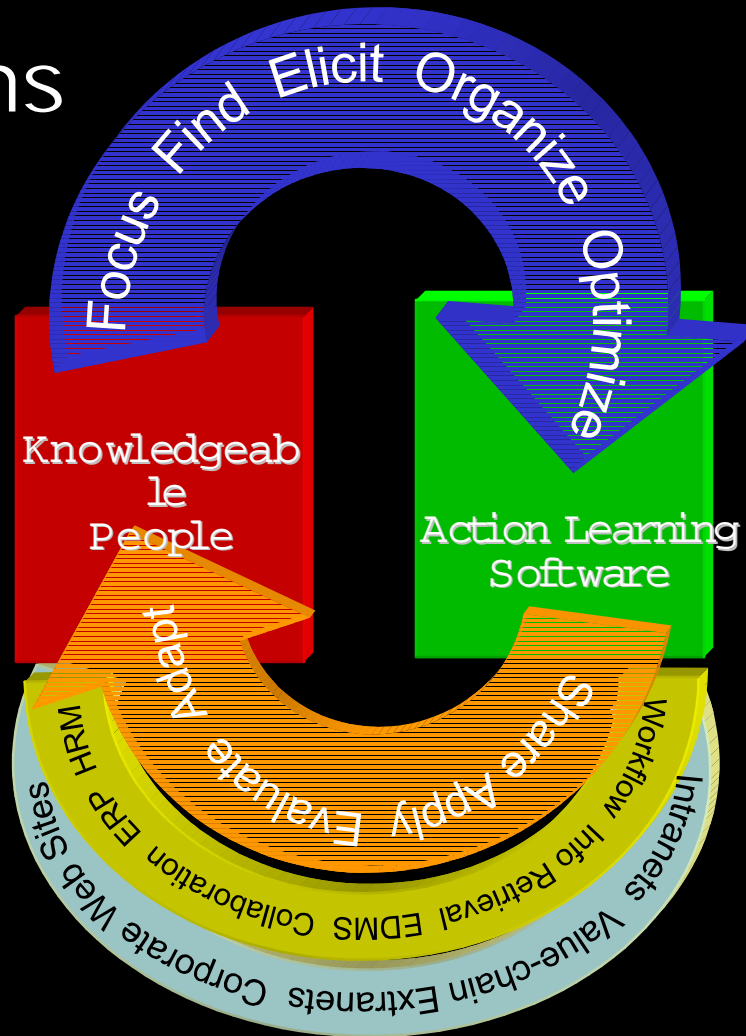 ns
Focus Find Elicit Organize Optimize
Knowledgeab
le
People
Action Learning
Software
Share Apply Evaluate Adapt
Workflow Info Retrieval EDMS Collaboration ERP HRM
Intranets Value-chain Extranets Corporate Web Sites